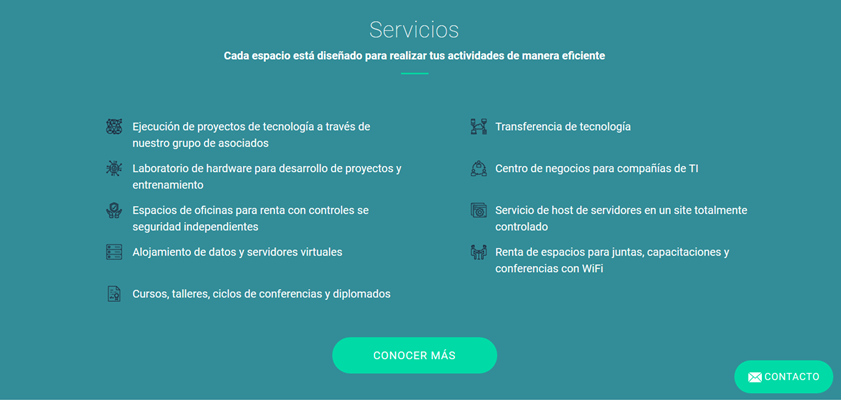 Servicios
Cada espacio está diseñado para realizar tus actividades de manera eficiente
Ejecución de proyectos de tecnología a través de
nuestro grupo de asociados
Laboratorio de hardware para desarrollo de proyectos y
entrenamiento
Espacios de oficinas para renta con controles se
seguridad independientes
Alojamiento de datos y servidores virtuales
Cursos, talleres, ciclos de conferencias y diplomados
Transferencia de tecnología
Centro de negocios para compañías de TI
Servicio de host de servidores en un site totalmente
controlado
Renta de espacios para juntas, capacitaciones y
conferencias con WiFi
CONOCER MÁS
CONTACTO